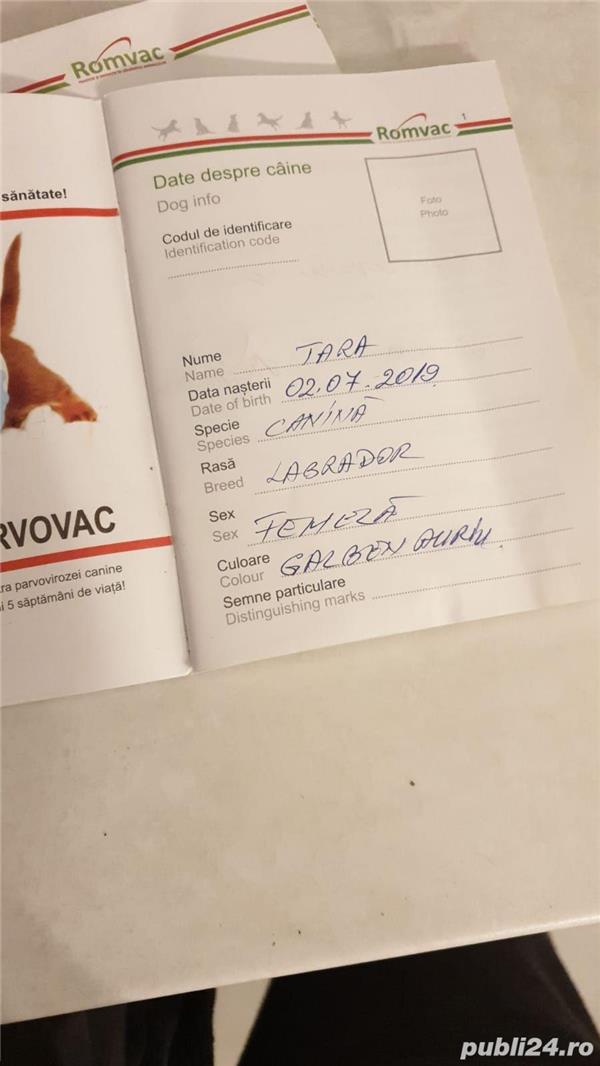 Romvac
sănătate!
RVOVAC
ra parvovirozei canine
i 5 săptămâni de viață!
1
Romvac
Date despre câine
Dog info
Foto
Photo
Codul de identificare
Identification code
Nume TARA
Name
Data nașterii 02.07.2019
Date of birth
Specie CANINĂ
Species
Rasă LABRADOR
Breed
Sex FEMELĂ
Sex
Culoare GALBEN AURIU
Colour
Semne particulare
Distinguishing marks
publi24.ro